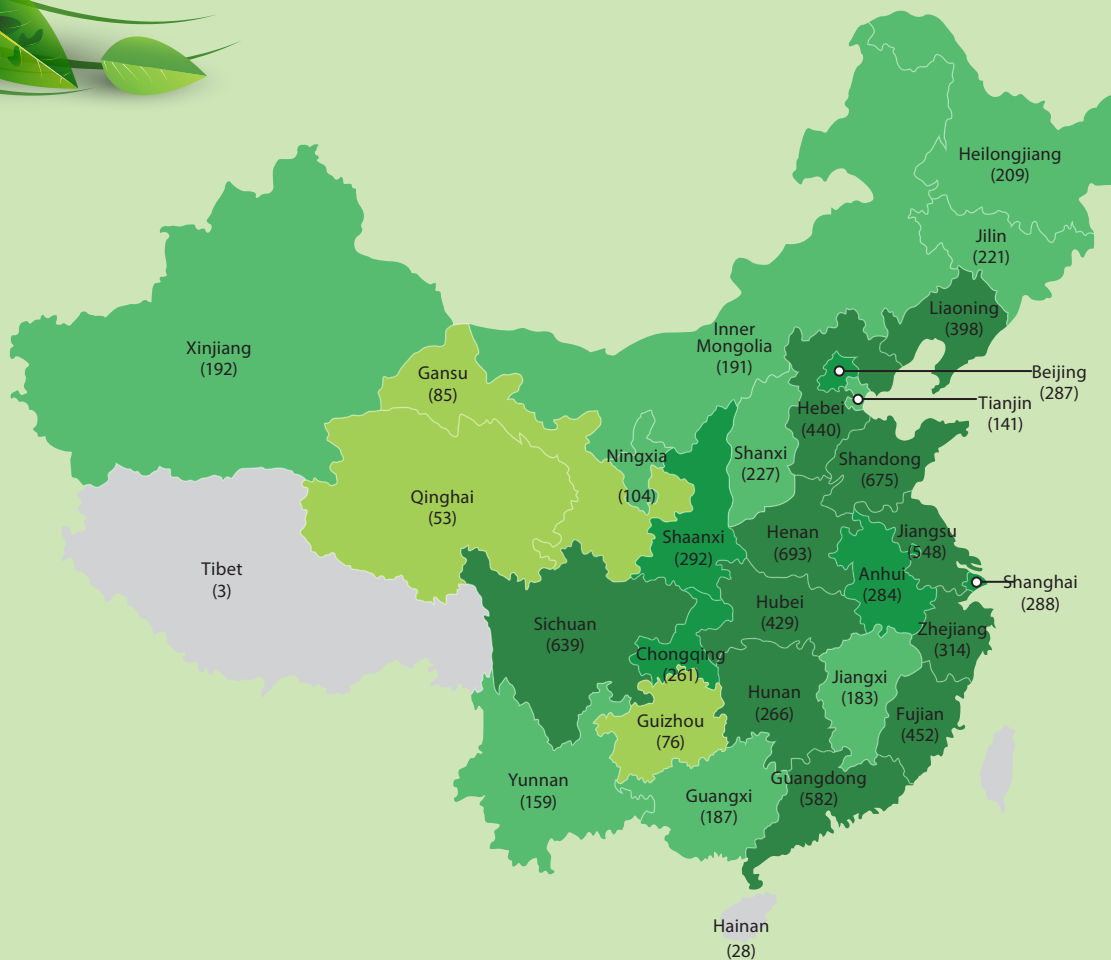 Heilongjiang
(209)
Jilin
(221)
Liaoning
(398)
Inner
Mongolia
(191)
Xinjiang
(192)
Gansu
(85)
Beijing
(287)
Tianjin
(141)
Hebei
(440)
Ningxia
(104)
Shanxi
(227)
Shandong
(675)
Qinghai
(53)
Shaanxi
(292)
Henan
(693)
Jiangsu
(548)
Tibet
(3)
Anhui
(284)
Shanghai
(288)
Sichuan
(639)
Hubei
(429)
Zhejiang
(314)
Chongqing
(261)
Hunan
(266)
Jiangxi
(183)
Guizhou
(76)
Fujian
(452)
Yunnan
(159)
Guangxi
(187)
Guangdong
(582)
Hainan
(28)